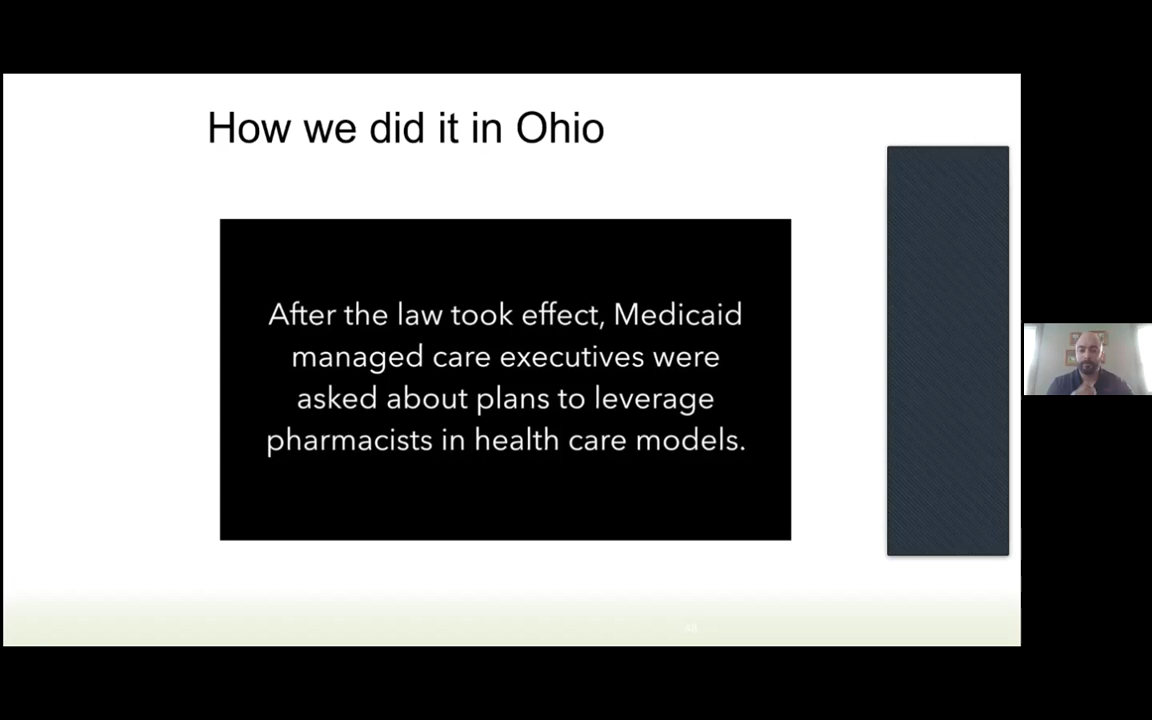 How we did it in Ohio
After the law took effect, Medicaid
managed care executives were
asked about plans to leverage
pharmacists in health care models.